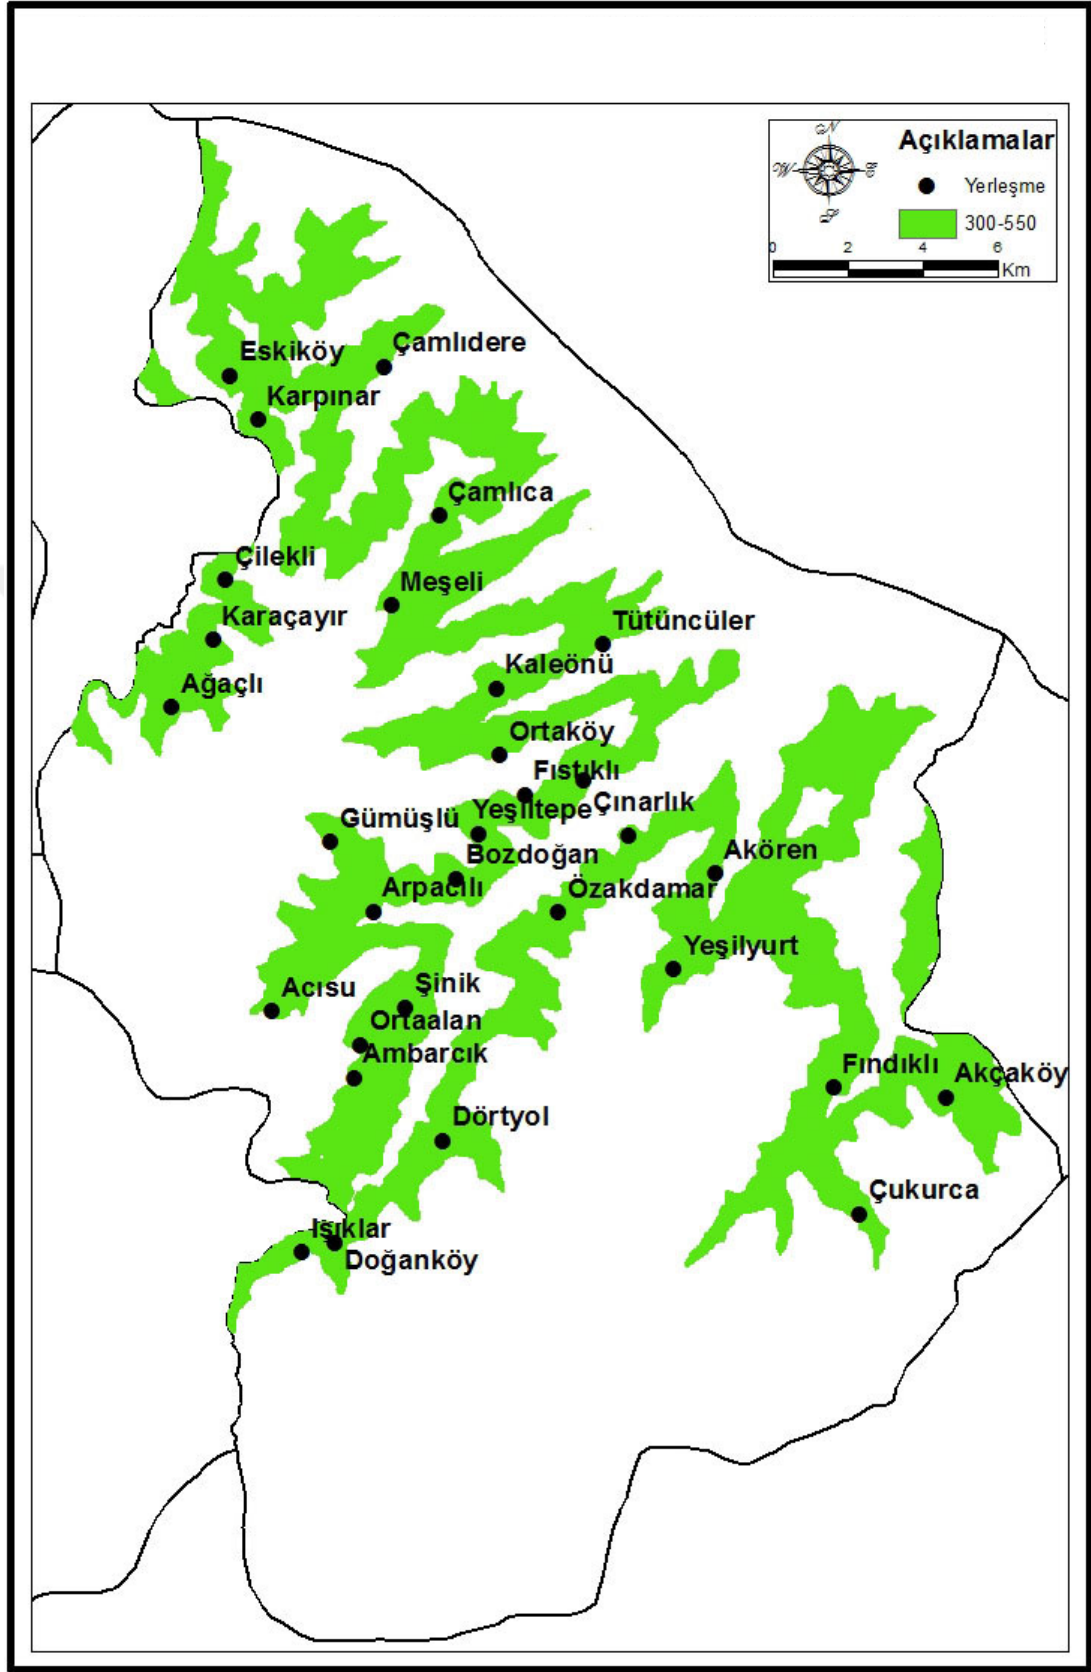 N
W E
S
Açıklamalar
Yerleşme
300-550
0 2 4 6
Km
Çamlıdere
Eskiköy
Karpınar
Çamlıca
Çilekli
Meşeli
Karaçayır
Tütüncüler
Kaleönü
Ağaçlı
Ortaköy
Fıstıklı
Yeşiltepe
Çınarlık
Gümüşlü
Bozdoğan
Akören
Arpacılı
Özakdamar
Yeşilyurt
Acısu
Şinik
Ortaalan
Ambarcık
Fındıklı
Akçaköy
Dörtyol
Çukurca
Işıklar
Doğanköy